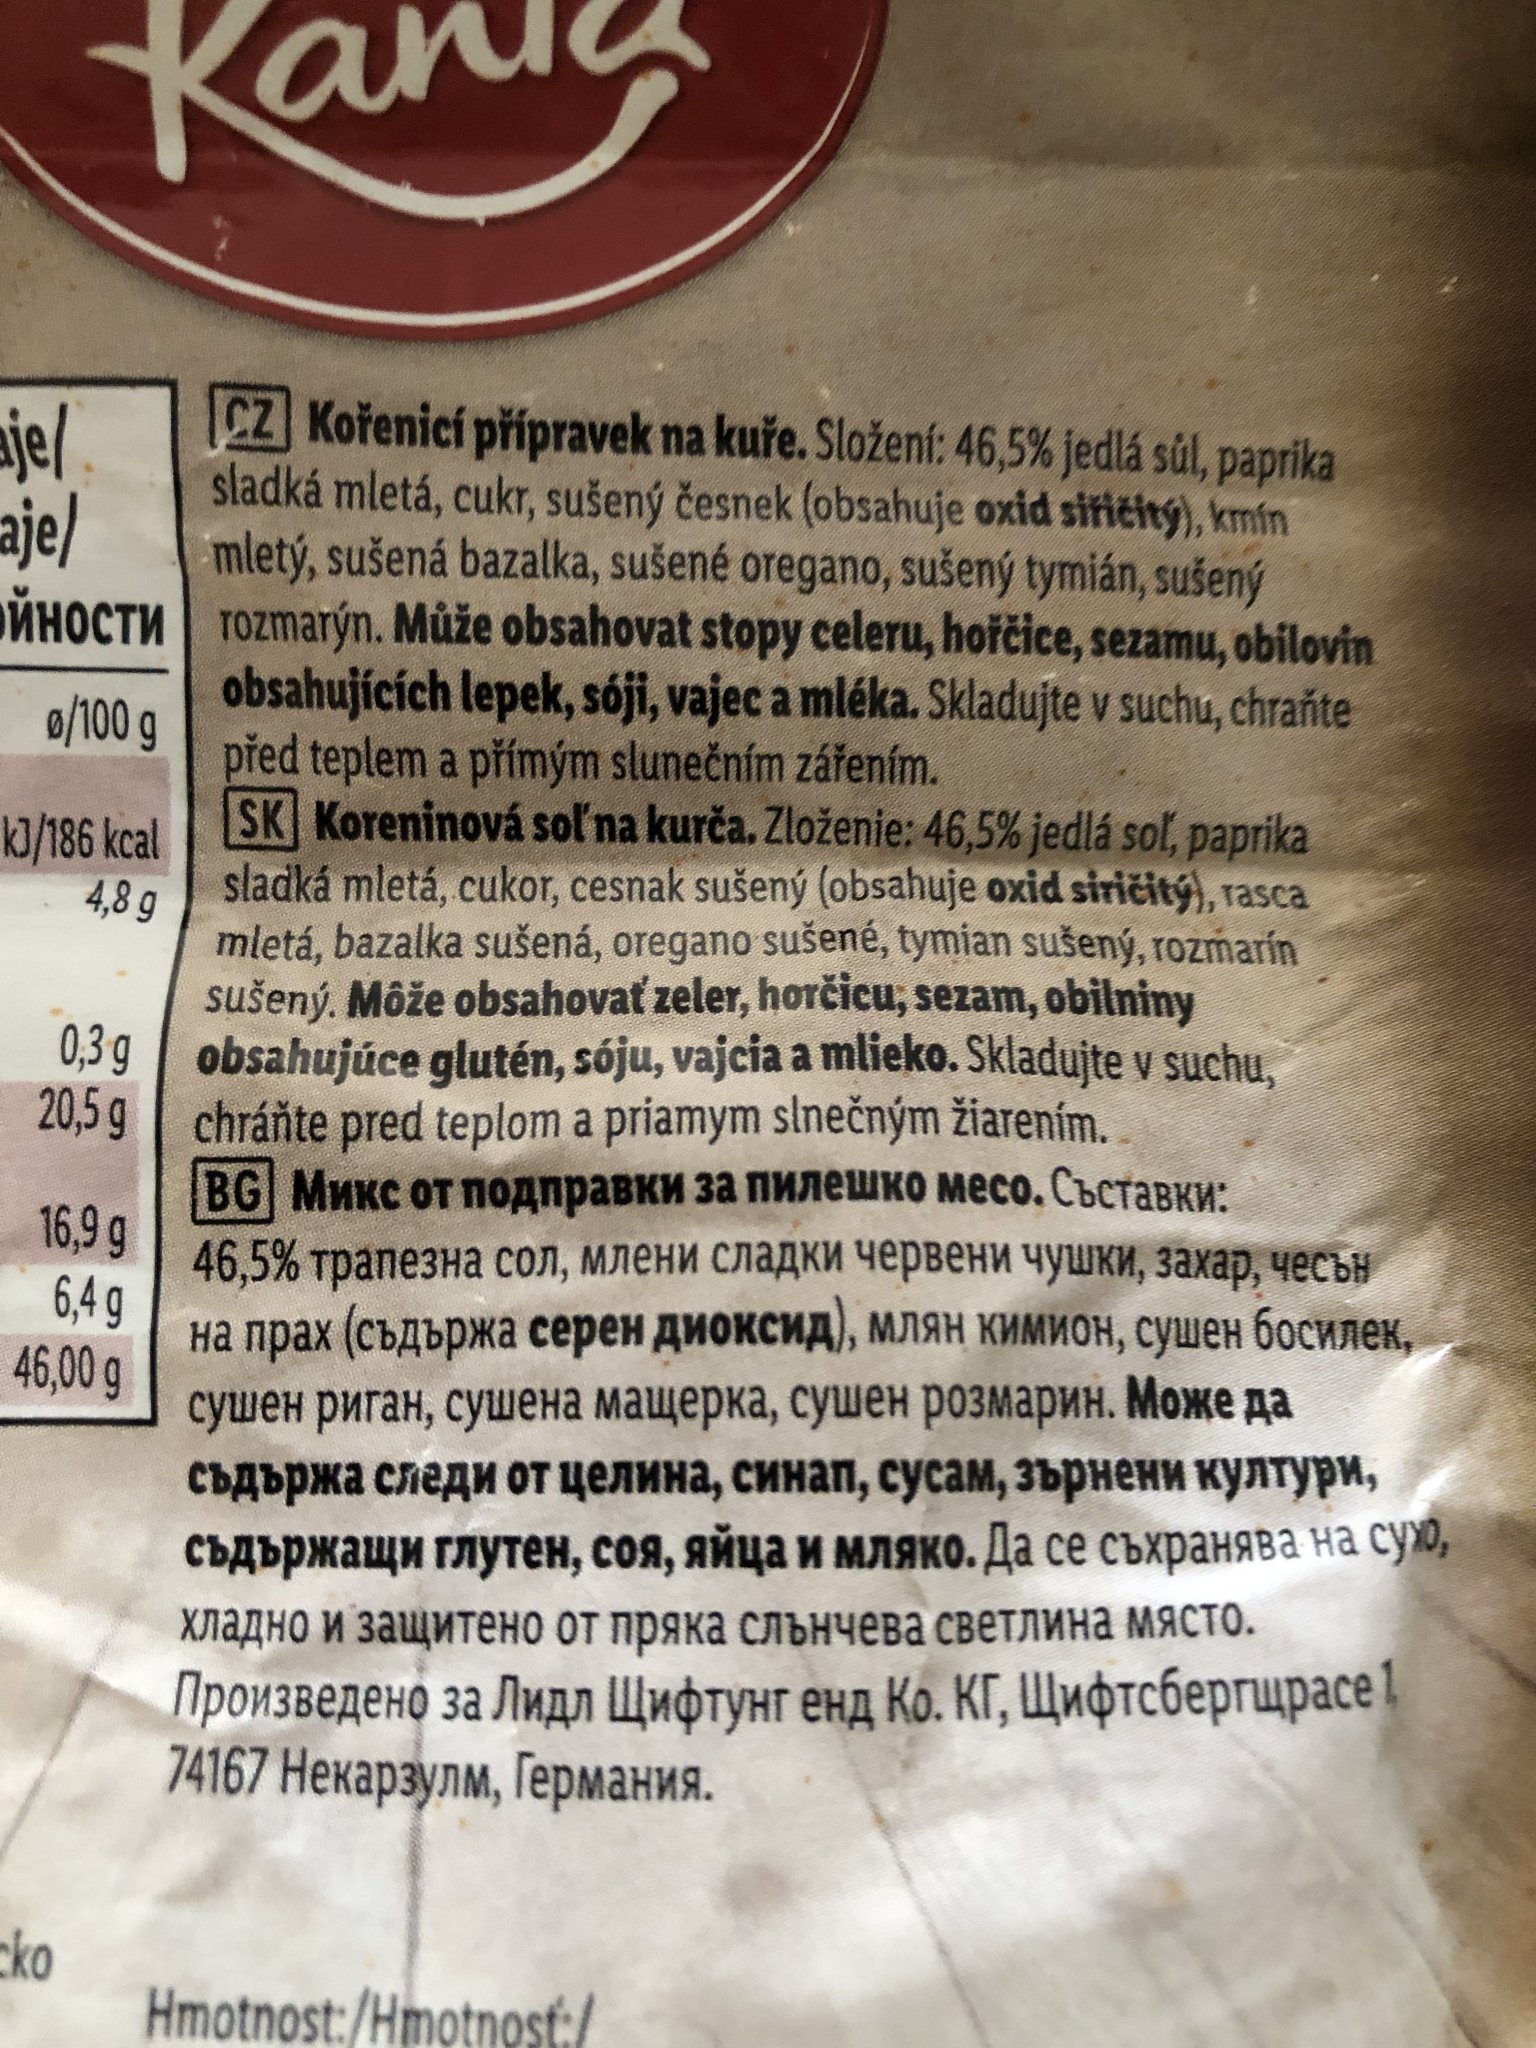 Kania
aje/
aje/
ойности
ø/100 g
kJ/186 kcal
4,8 g
0,3 g
20,5 g
16,9 g
6,4 g
46,00 g
CZ Kořenicí přípravek na kuře. Složení: 46,5% jedlá sůl, paprika
sladká mletá, cukr, sušený česnek (obsahuje oxid siřičitý), kmín
mletý, sušená bazalka, sušené oregano, sušený tymián, sušený
rozmarýn. Může obsahovat stopy celeru, hořčice, sezamu, obilovin
obsahujících lepek, sóji, vajec a mléka. Skladujte v suchu, chraňte
před teplem a přímým slunečním zářením.
SK Koreninová soľ na kurča. Zloženie: 46,5% jedlá soľ, paprika
sladká mletá, cukor, cesnak sušený (obsahuje oxid siričitý), rasca
mletá, bazalka sušená, oregano sušené, tymian sušený, rozmarín
sušený. Môže obsahovať zeler, horčicu, sezam, obilniny
obsahujúce glutén, sóju, vajcia a mlieko. Skladujte v suchu,
chráňte pred teplom a priamym slnečným žiarením.
BG Микс от подправки за пилешко месо. Съставки:
46,5% трапезна сол, млени сладки червени чушки, захар, чесън
на прах (съдържа серен диоксид), млян кимион, сушен босилек,
сушен риган, сушена мащерка, сушен розмарин. Може да
съдържа следи от целина, синап, сусам, зърнени култури,
съдържащи глутен, соя, яйца и мляко. Да се съхранява на сухо,
хладно и защитено от пряка слънчева светлина място.
Произведено за Лидл Щифтунг енд Ко. КГ, Щифтсбергщрасе 1,
74167 Некарзулм, Германия.
cko
Hmotnost:/Hmotnosť:/